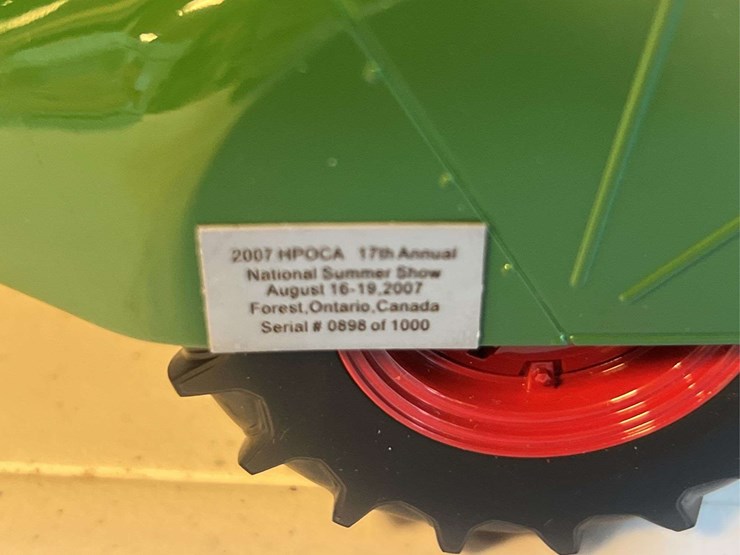 2007 HPOCA 17th Annual
National Summer Show
August 16-19,2007
Forest,Ontario,Canada
Serial # 0898 of 1000